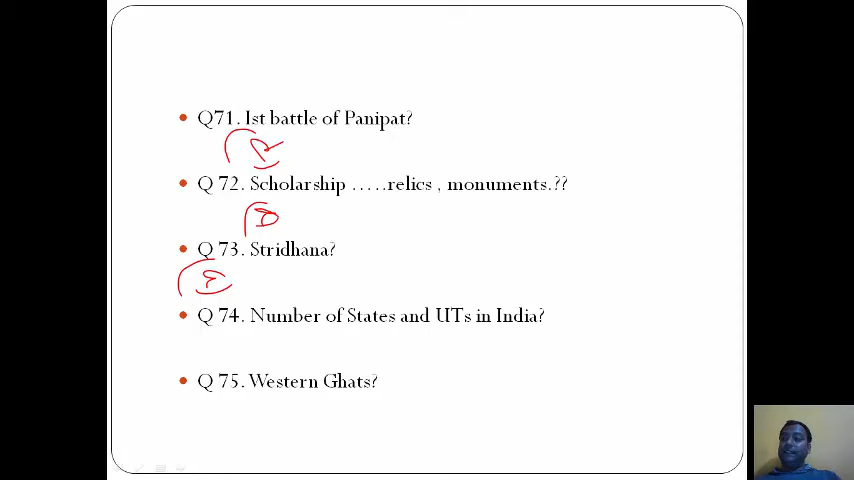 Q71. Ist battle of Panipat?
Q 72. Scholarship .....relics , monuments.??
Q 73. Stridhana?
Q 74. Number of States and UTs in India?
Q 75. Western Ghats?